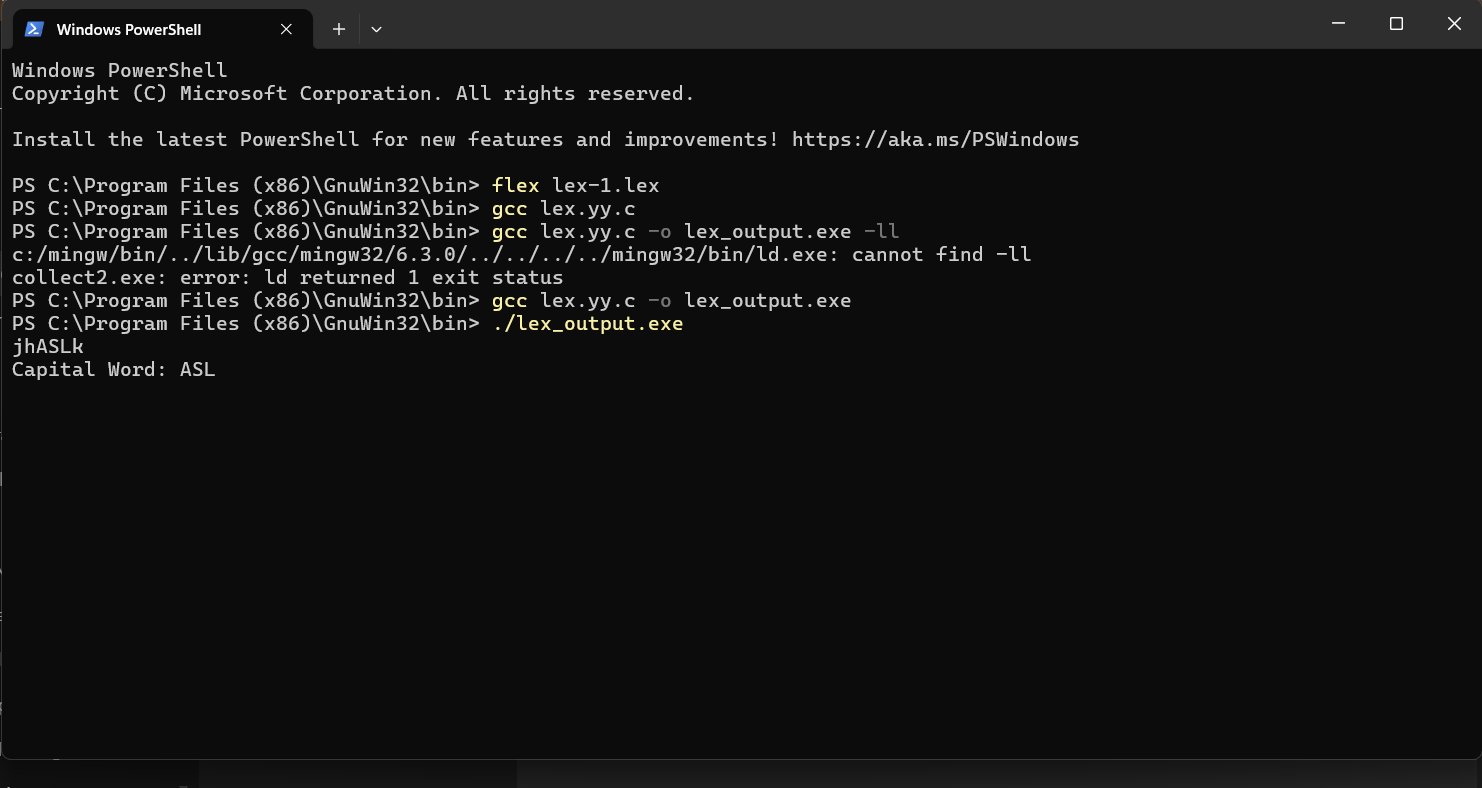 Windows PowerShell
Windows PowerShell
Copyright (C) Microsoft Corporation. All rights reserved.
Install the latest PowerShell for new features and improvements! https://aka.ms/PSWindows
PS C:\Program Files (x86)\GnuWin32\bin> flex lex-1.lex
PS C:\Program Files (x86)\GnuWin32\bin> gcc lex.yy.c
PS C:\Program Files (x86)\GnuWin32\bin> gcc lex.yy.c -o lex_output.exe -ll
c:/mingw/bin/../lib/gcc/mingw32/6.3.0/../../../../mingw32/bin/ld.exe: cannot find -ll
collect2.exe: error: ld returned 1 exit status
PS C:\Program Files (x86)\GnuWin32\bin> gcc lex.yy.c -o lex_output.exe
PS C:\Program Files (x86)\GnuWin32\bin> ./lex_output.exe
jhASLk
Capital Word: ASL